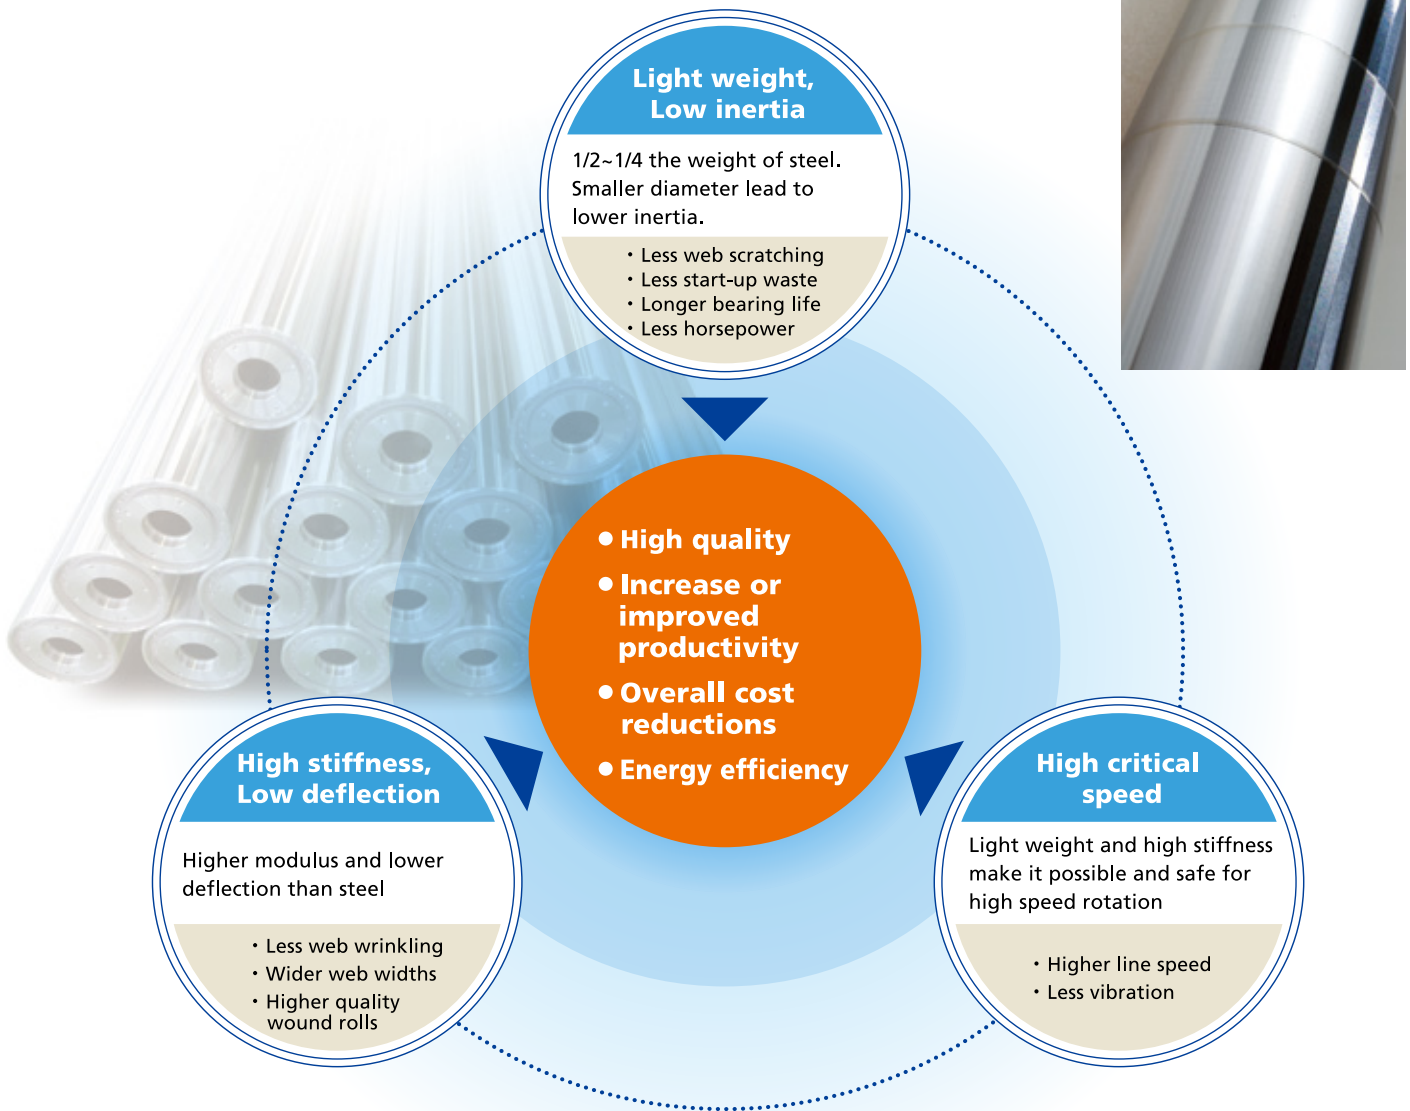 Light weight,
Low inertia
1/2~1/4 the weight of steel.
Smaller diameter lead to
lower inertia.
・Less web scratching
・Less start-up waste
・Longer bearing life
・Less horsepower
● High quality
● Increase or
improved
productivity
● Overall cost
reductions
● Energy efficiency
High stiffness,
Low deflection
Higher modulus and lower
deflection than steel
・Less web wrinkling
・Wider web widths
・Higher quality
wound rolls
High critical
speed
Light weight and high stiffness
make it possible and safe for
high speed rotation
・Higher line speed
・Less vibration